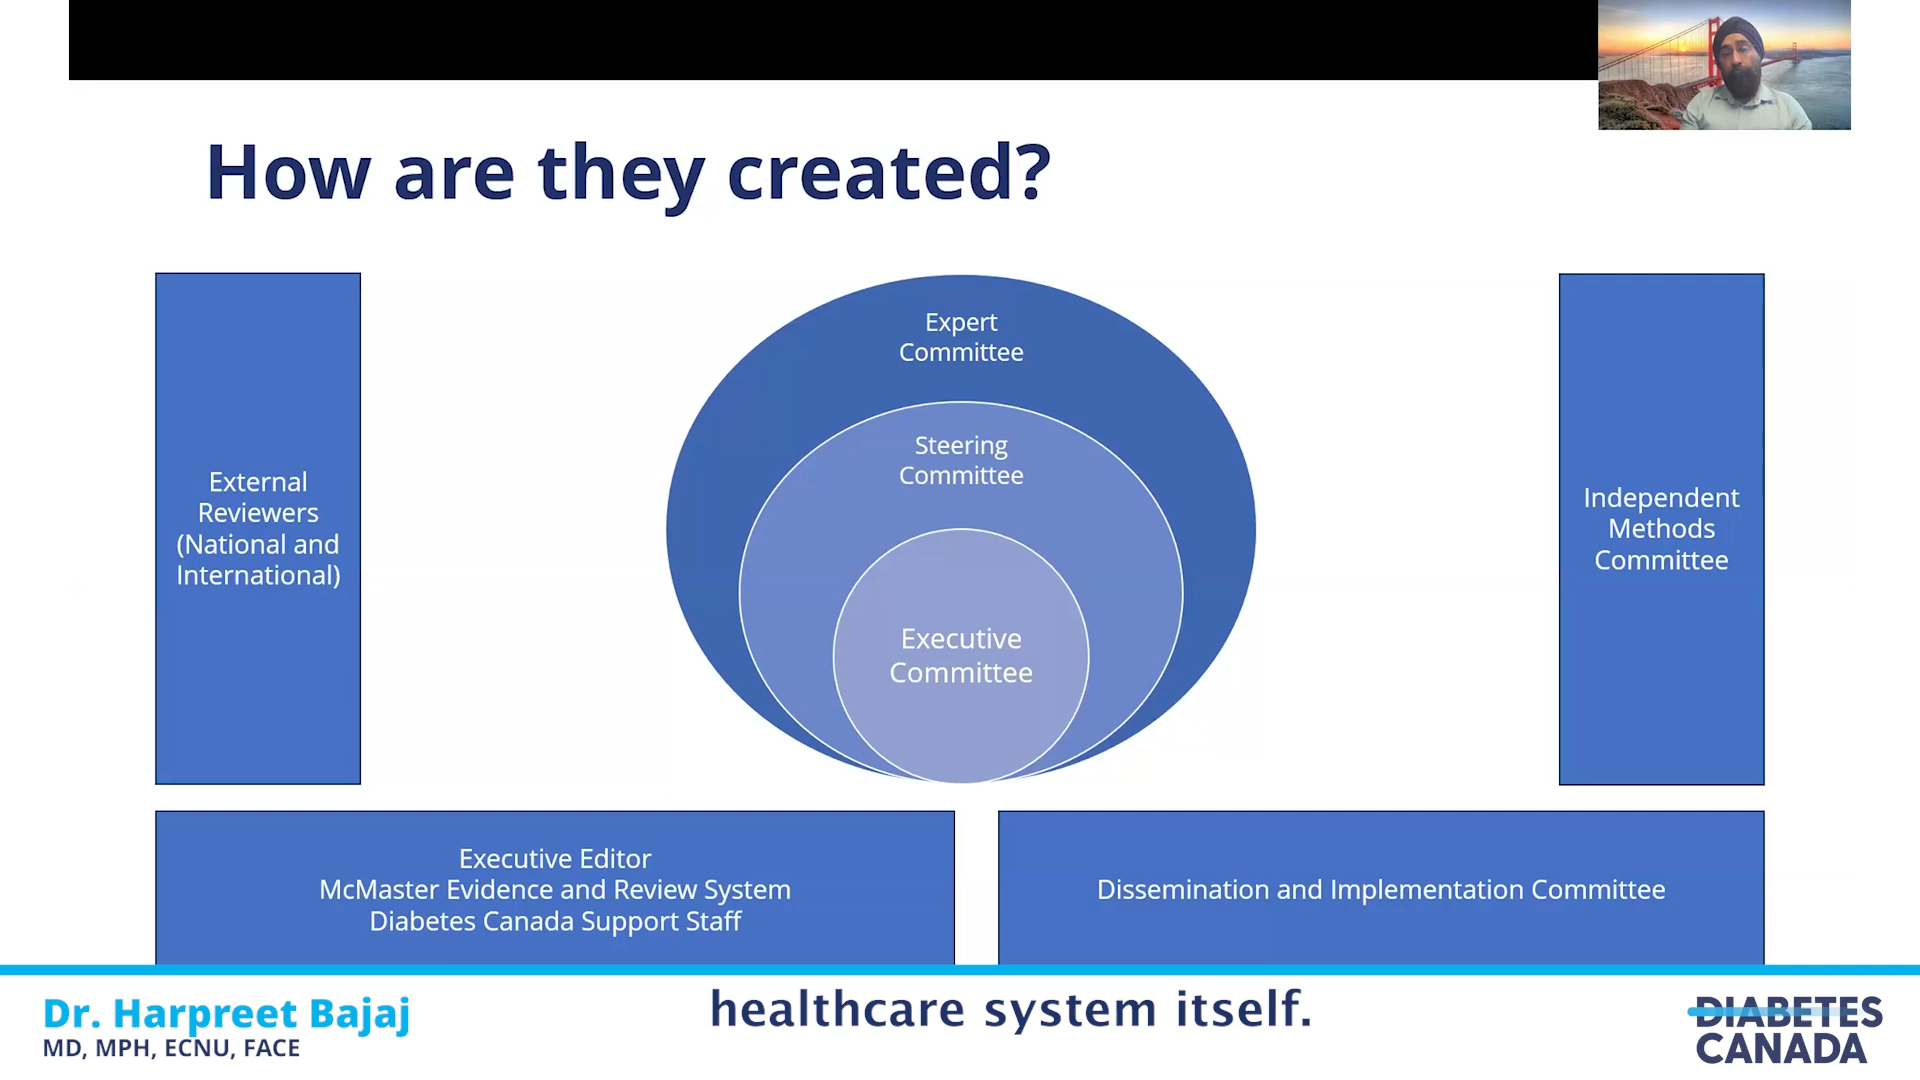 How are they created?
External
Reviewers
(National and
International)
Expert
Committee
Steering
Committee
Executive
Committee
Independent
Methods
Committee
Executive Editor
McMaster Evidence and Review System
Diabetes Canada Support Staff
Dissemination and Implementation Committee
Dr. Harpreet Bajaj
MD, MPH, ECNU, FACE
healthcare system itself.
DIABETES
CANADA